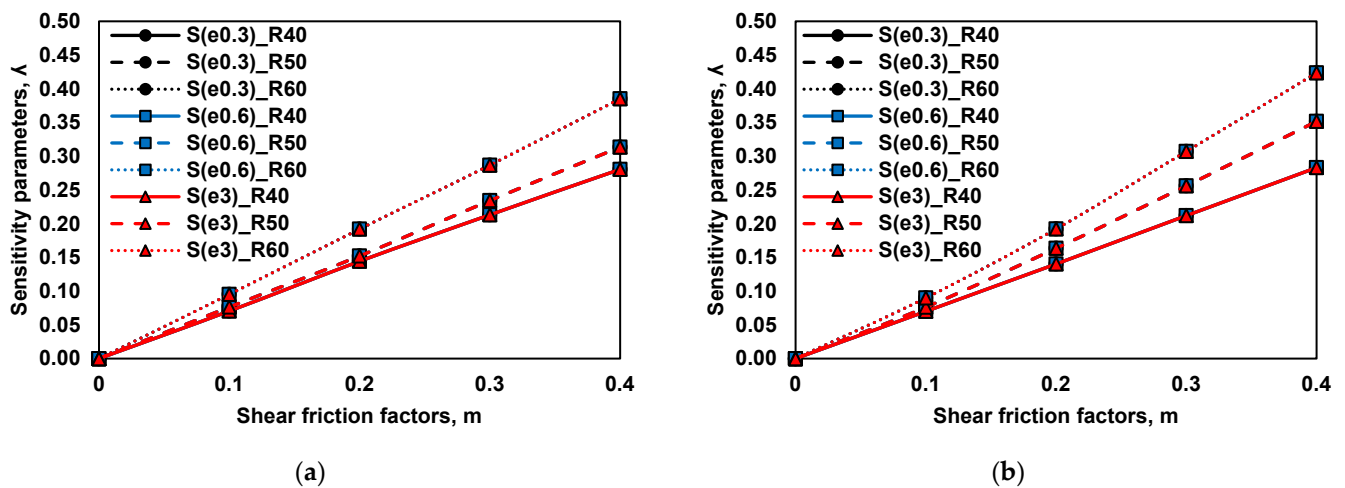 Sensitivity parameters, ʎ
0.50
0.45
0.40
0.35
0.30
0.25
0.20
0.15
0.10
0.05
0.00
S(e0.3)_R40
S(e0.3)_R50
S(e0.3)_R60
S(e0.6)_R40
S(e0.6)_R50
S(e0.6)_R60
S(e3)_R40
S(e3)_R50
S(e3)_R60
0 0.1 0.2 0.3 0.4
Shear friction factors, m
(a)
Sensitivity parameters, ʎ
0.50
0.45
0.40
0.35
0.30
0.25
0.20
0.15
0.10
0.05
0.00
S(e0.3)_R40
S(e0.3)_R50
S(e0.3)_R60
S(e0.6)_R40
S(e0.6)_R50
S(e0.6)_R60
S(e3)_R40
S(e3)_R50
S(e3)_R60
0 0.1 0.2 0.3 0.4
Shear friction factors, m
(b)